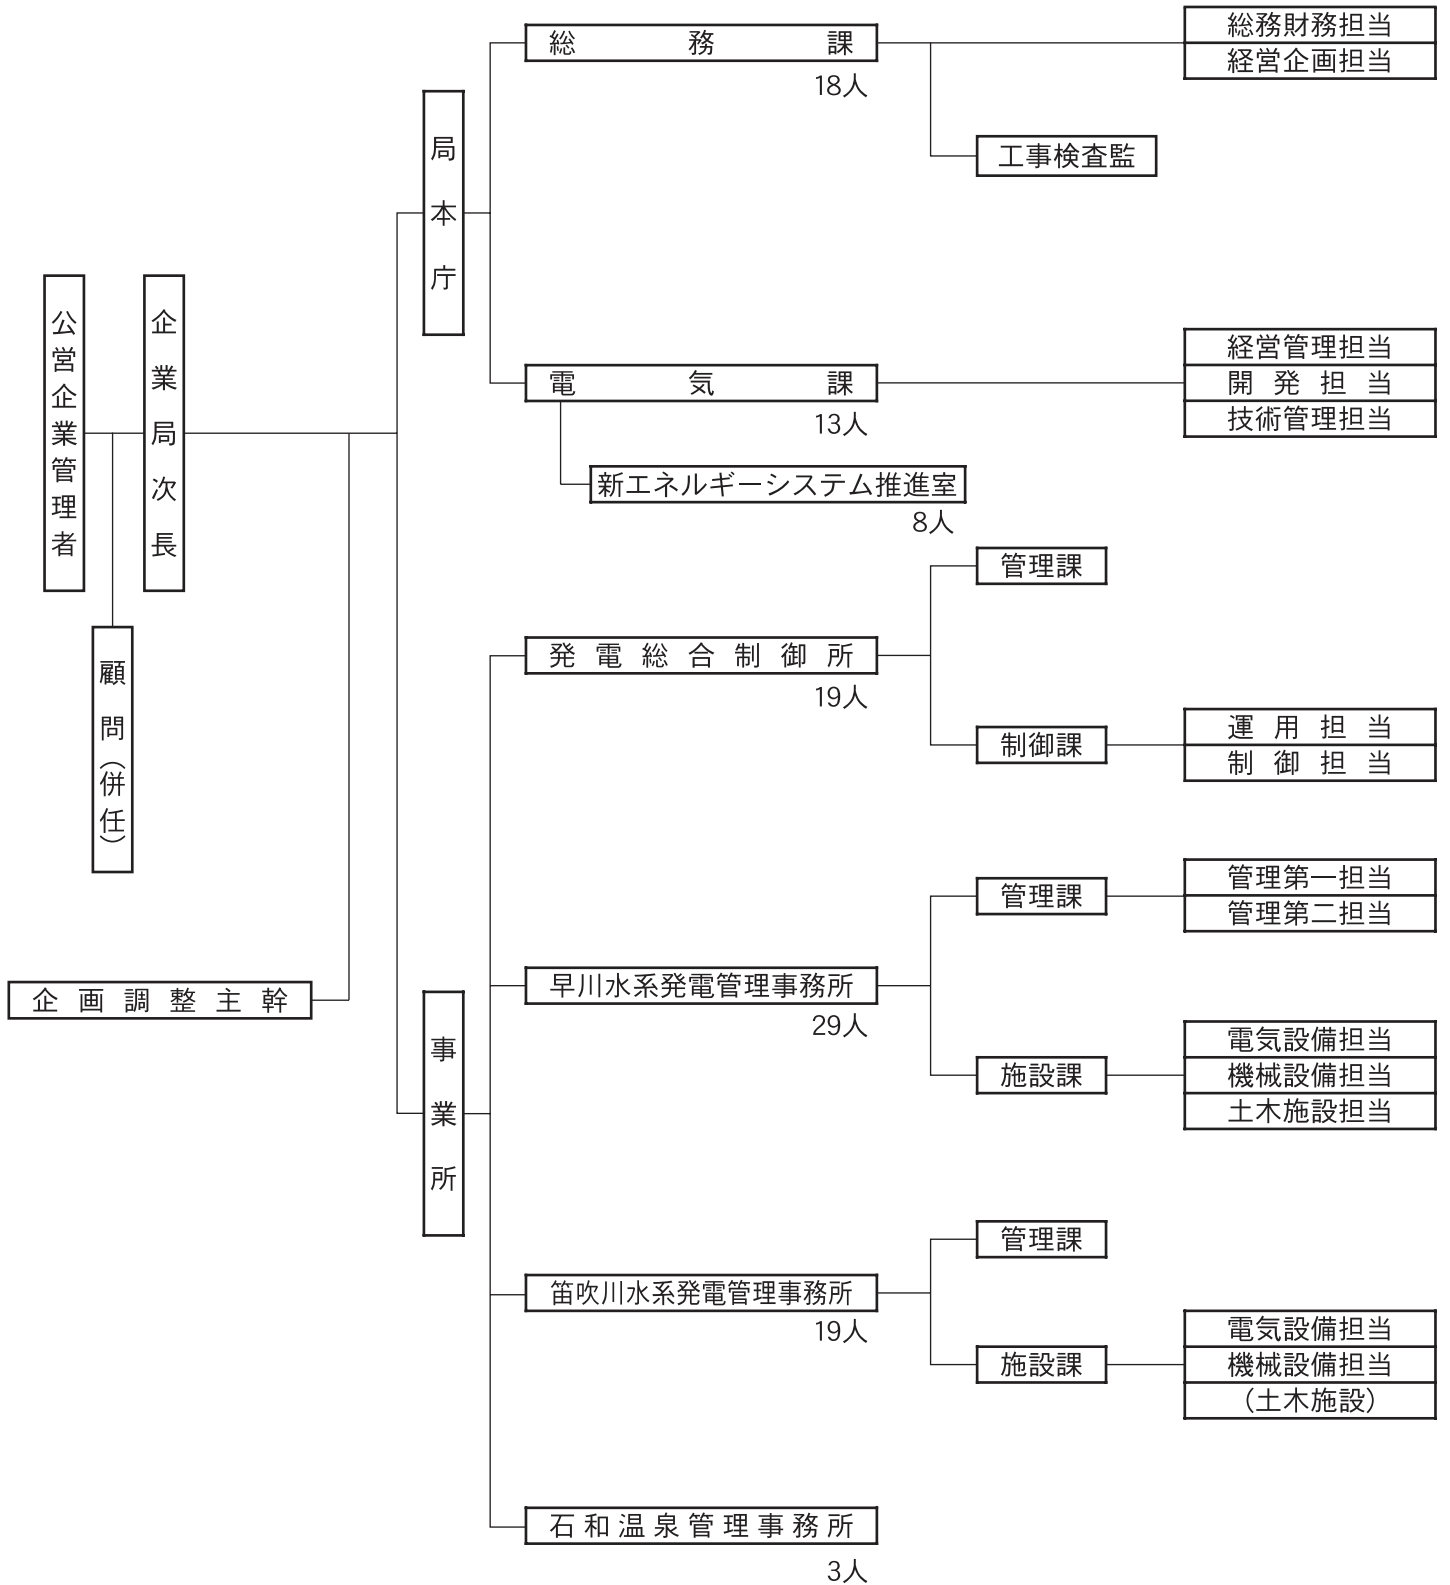 公営企業管理者
企業局次長
顧問（併任）
企画調整主幹
局本庁
総務課
18人
総務財務担当
経営企画担当
工事検査監
電気課
13人
経営管理担当
開発担当
技術管理担当
新エネルギーシステム推進室
8人
事業所
発電総合制御所
19人
管理課
制御課
運用担当
制御担当
早川水系発電管理事務所
29人
管理課
管理第一担当
管理第二担当
施設課
電気設備担当
機械設備担当
土木施設担当
笛吹川水系発電管理事務所
19人
管理課
施設課
電気設備担当
機械設備担当
（土木施設）
石和温泉管理事務所
3人